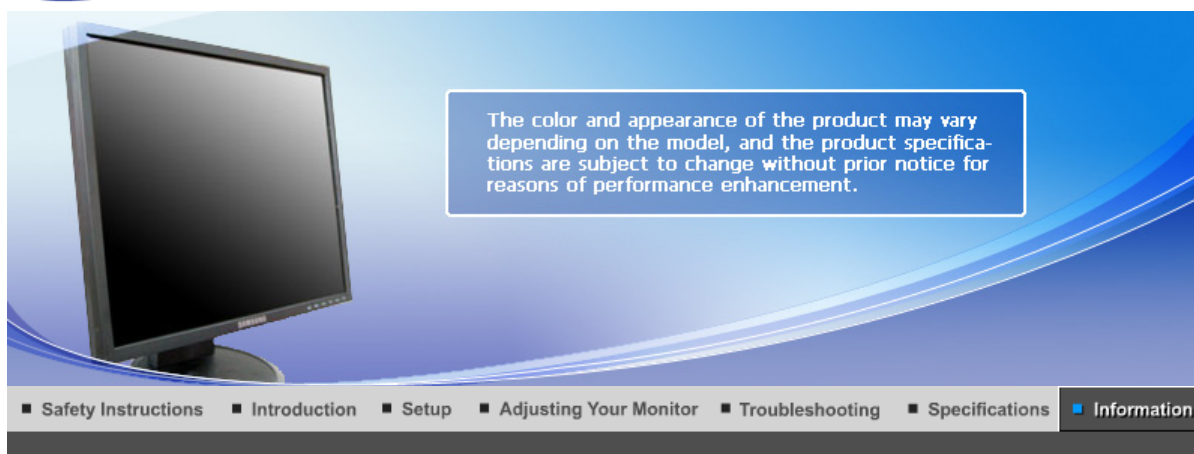 The color and appearance of the product may vary
depending on the model, and the product specifica-
tions are subject to change without prior notice for
reasons of performance enhancement.
SAMSUNG
Safety Instructions Introduction Setup Adjusting Your Monitor Troubleshooting Specifications Information